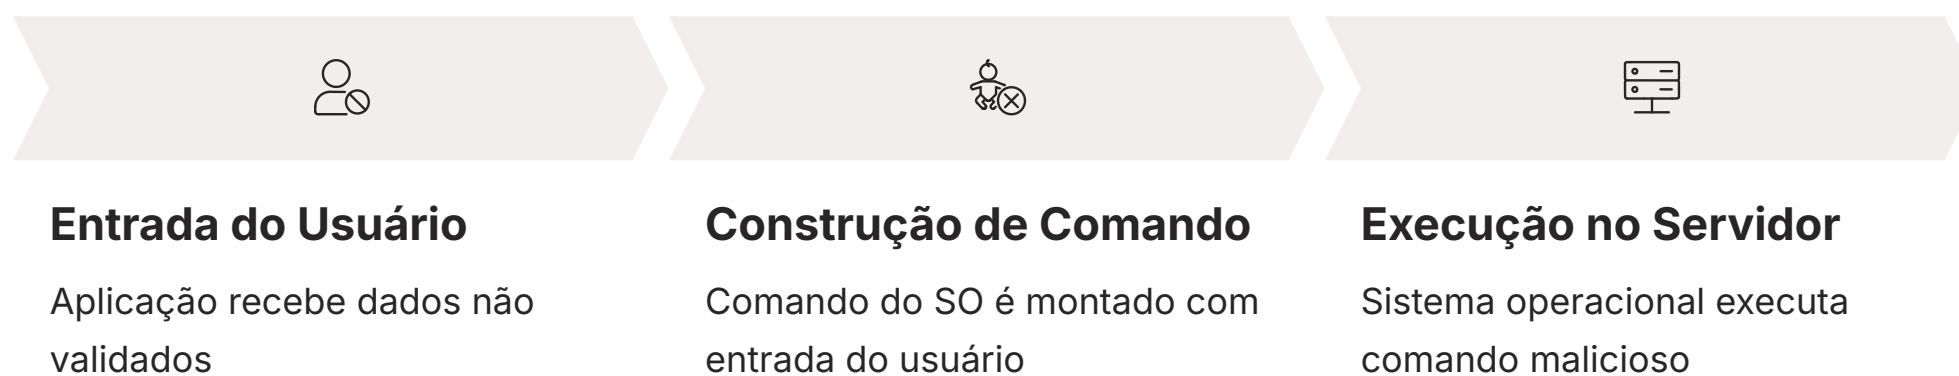 Entrada do Usuário
Aplicação recebe dados não
validados
Construção de Comando
Comando do SO é montado com
entrada do usuário
Execução no Servidor
Sistema operacional executa
comando malicioso